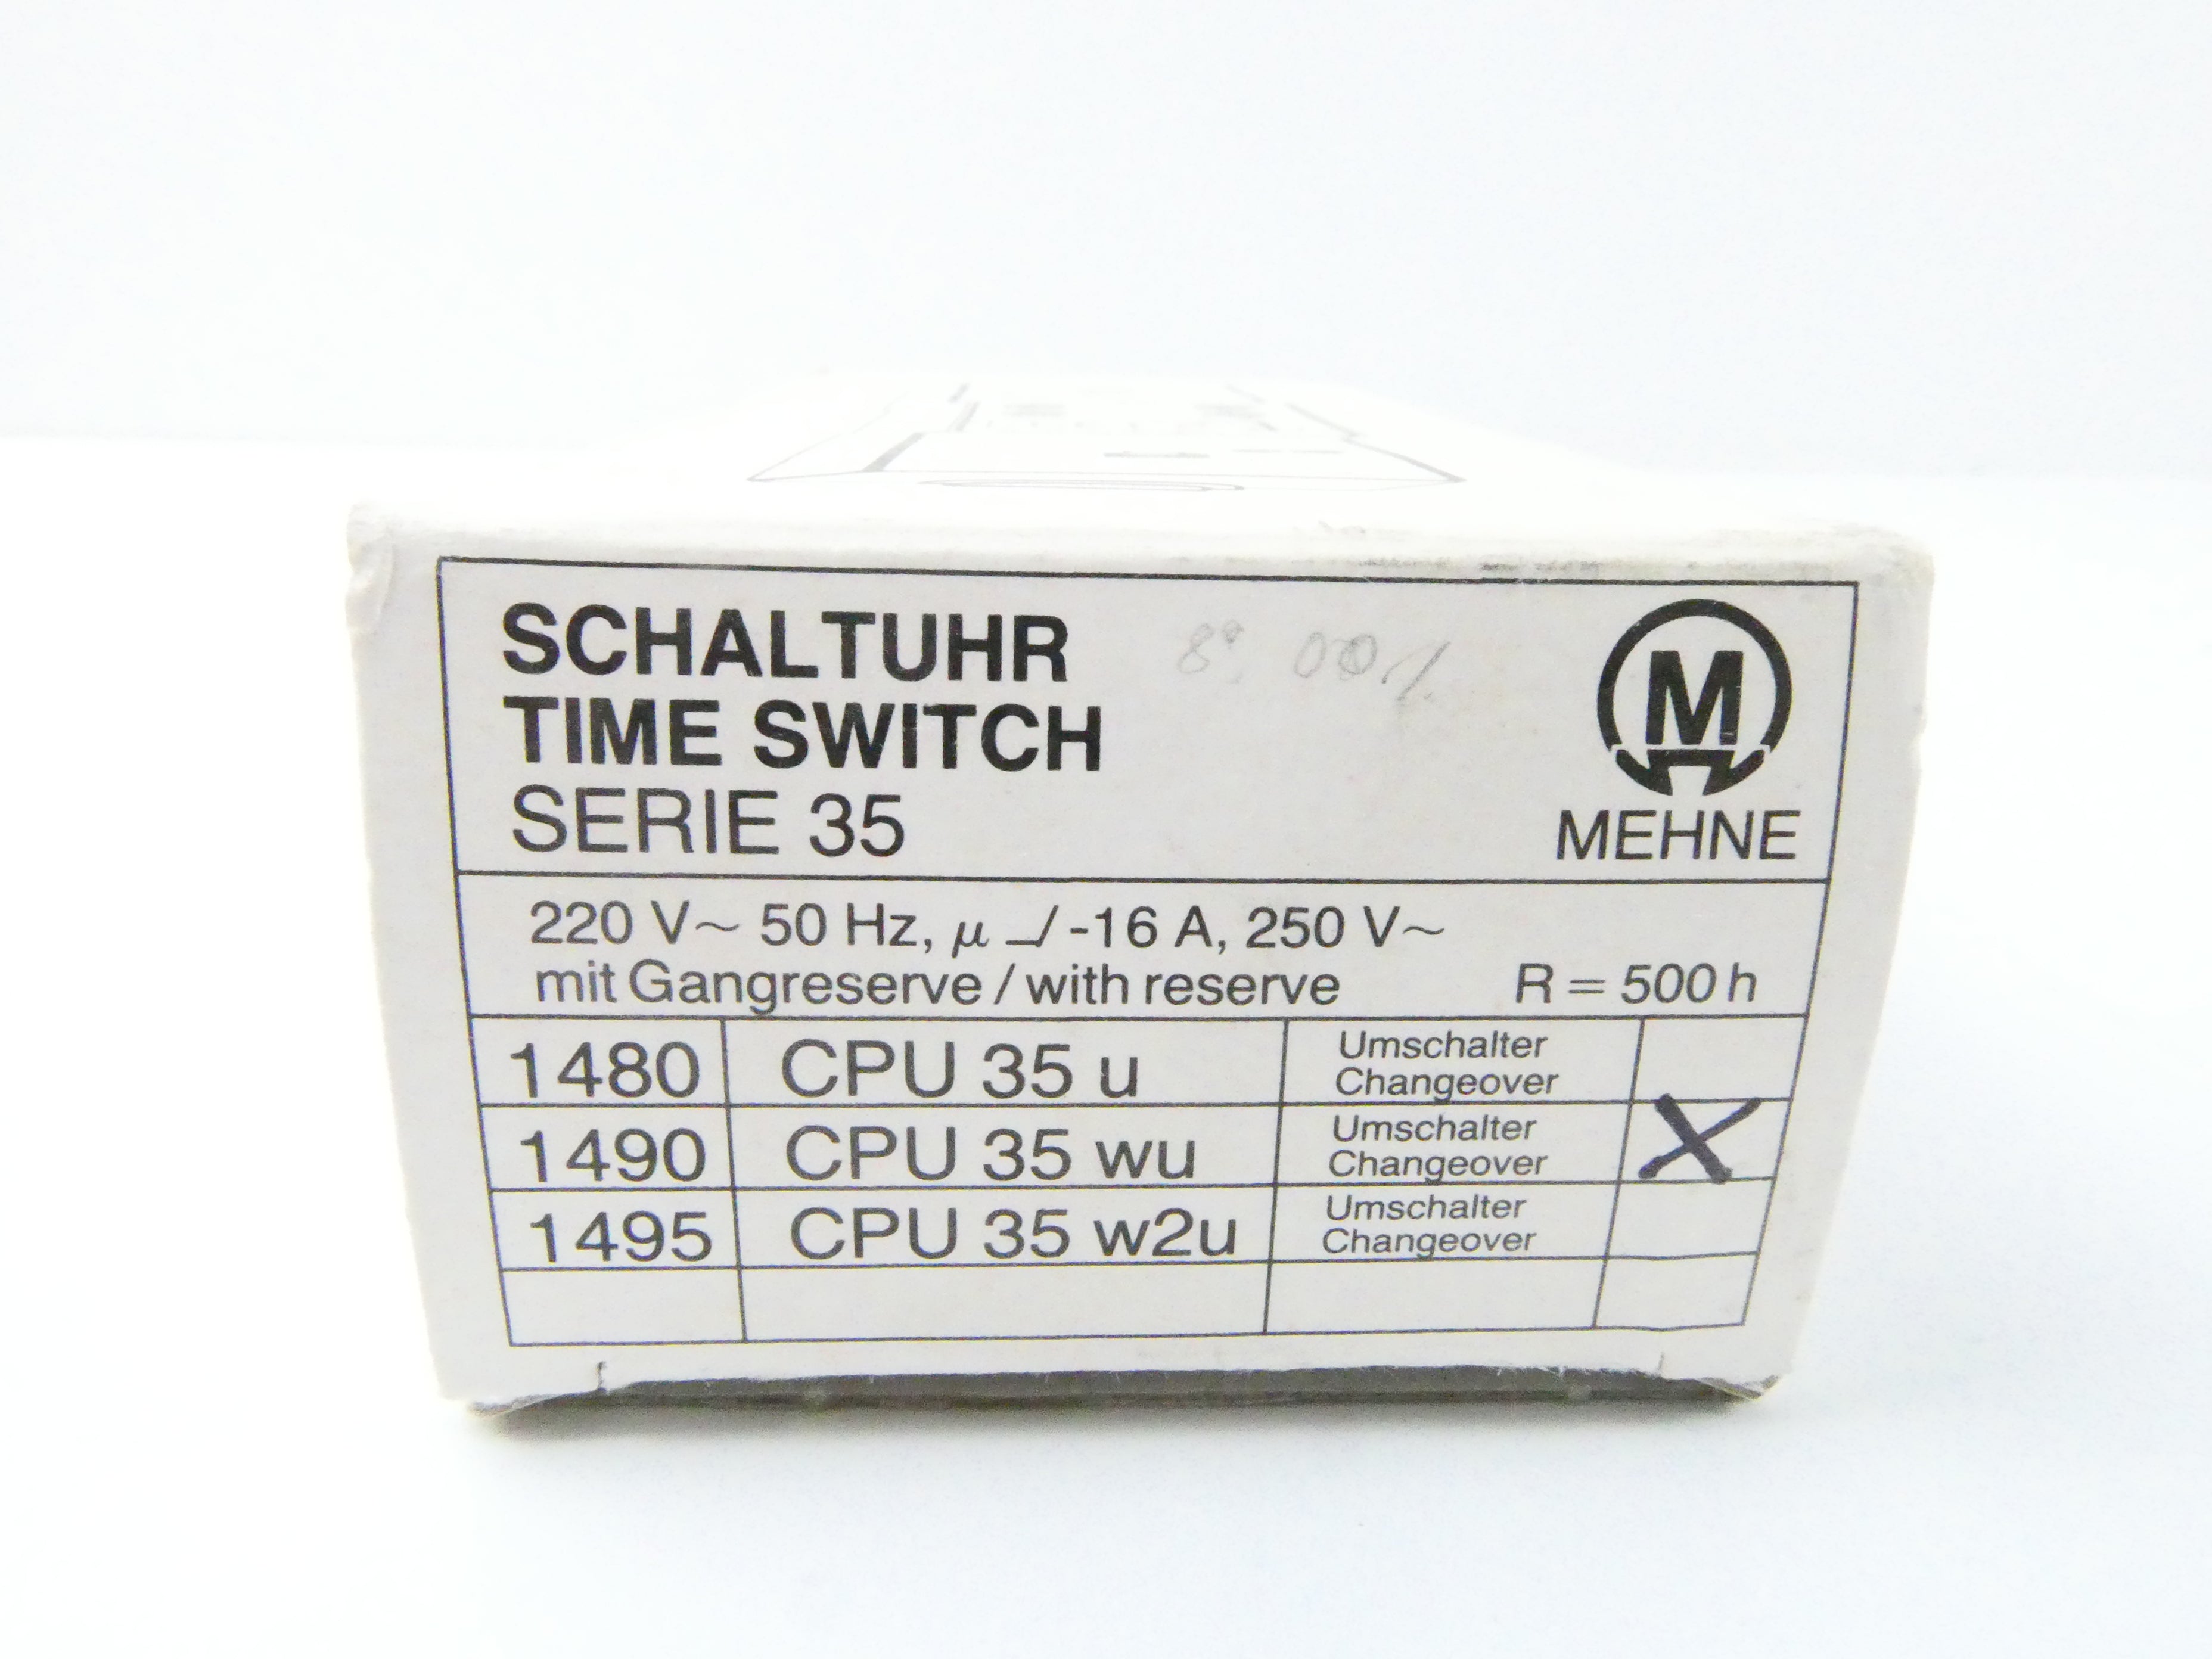 SCHALTUHR
TIME SWITCH
SERIE 35
M
MEHNE
220 V~ 50 Hz, µ -16 A, 250 V~
mit Gangreserve / with reserve R = 500 h
1480 CPU 35 u Umschalter
Changeover
1490 CPU 35 wu Umschalter
Changeover X
1495 CPU 35 w2u Umschalter
Changeover